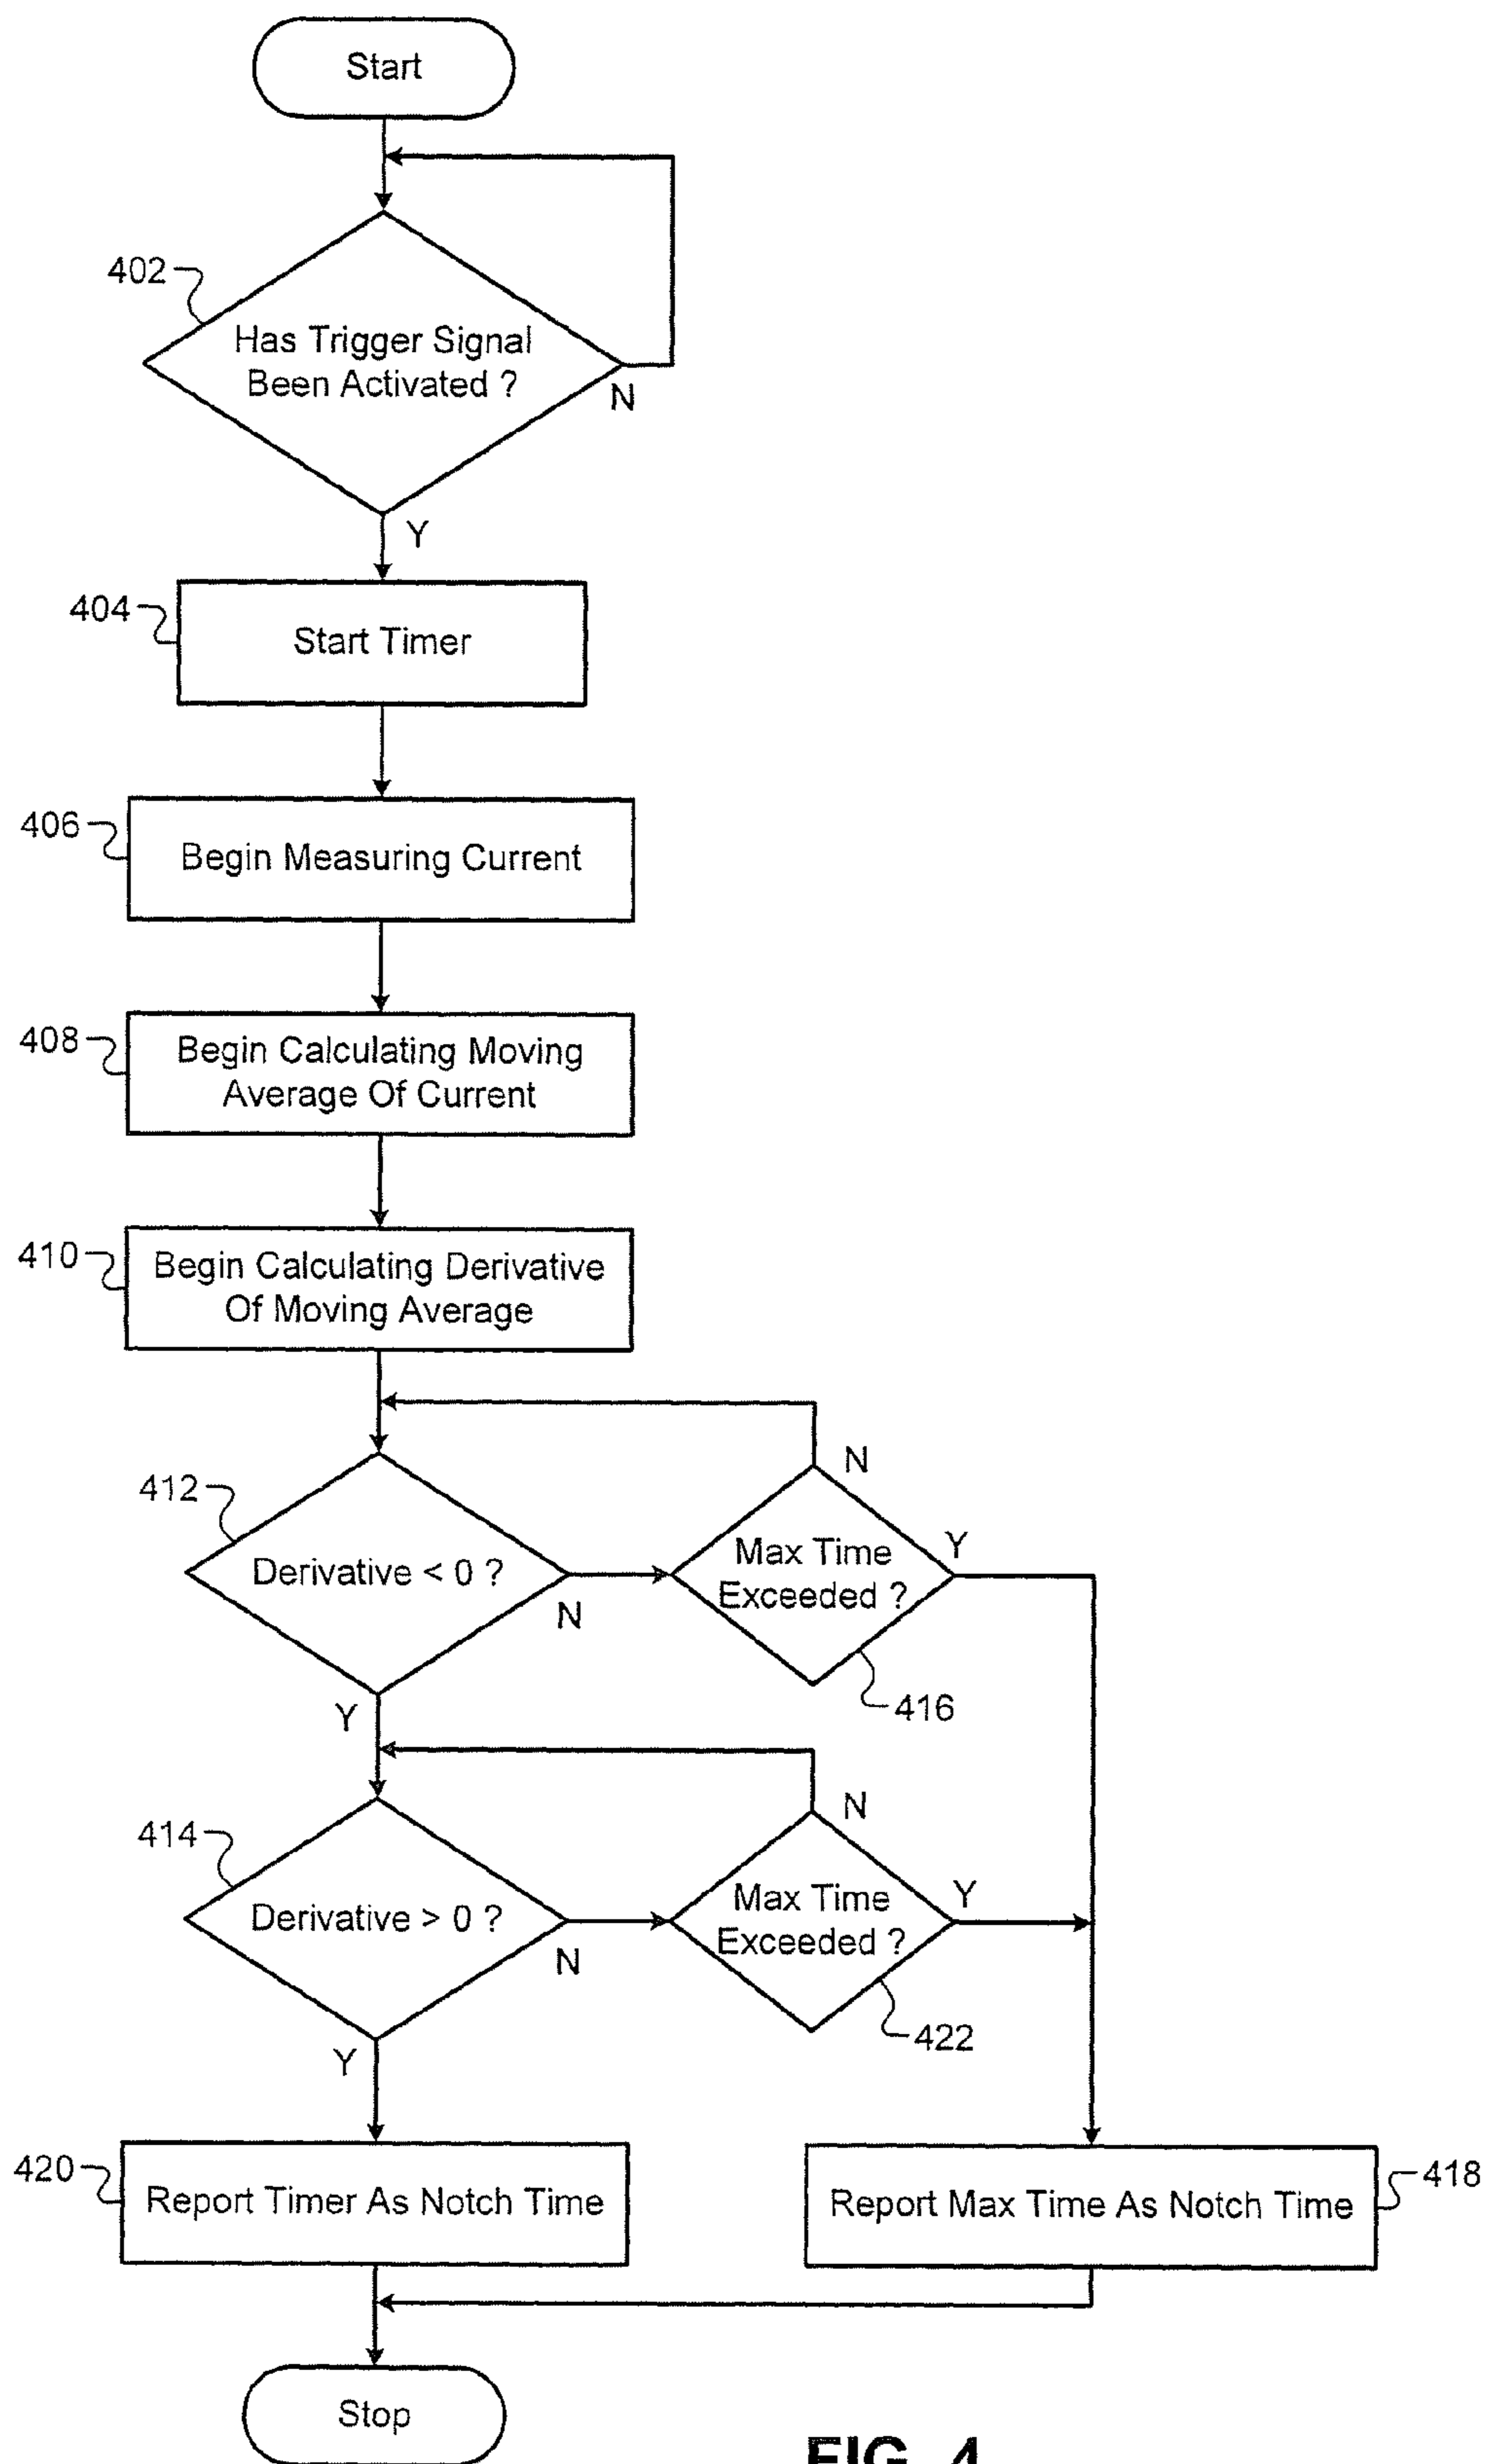 Start
402
Has Trigger Signal
Been Activated ?
N
Y
404
Start Timer
406
Begin Measuring Current
408
Begin Calculating Moving
Average Of Current
410
Begin Calculating Derivative
Of Moving Average
412
Derivative < 0 ?
N
Y
Max Time
Exceeded ?
N
Y
416
414
Derivative > 0 ?
N
Y
Max Time
Exceeded ?
N
Y
422
420
Report Timer As Notch Time
Report Max Time As Notch Time
418
Stop
FIG. 4